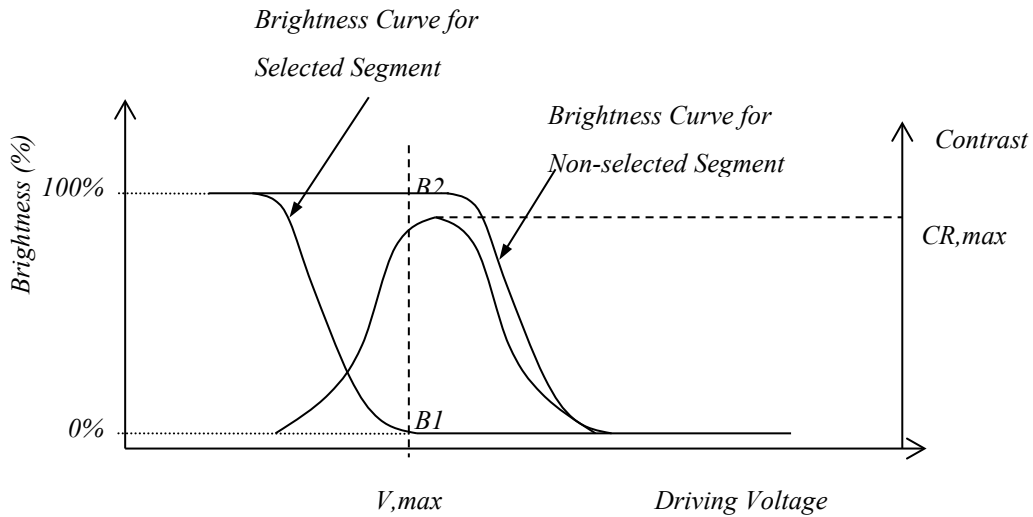 Brightness Curve for
Selected Segment
Brightness Curve for
Non-selected Segment
Contrast
Brightness (%)
100%
B2
CR,max
0%
B1
V,max
Driving Voltage